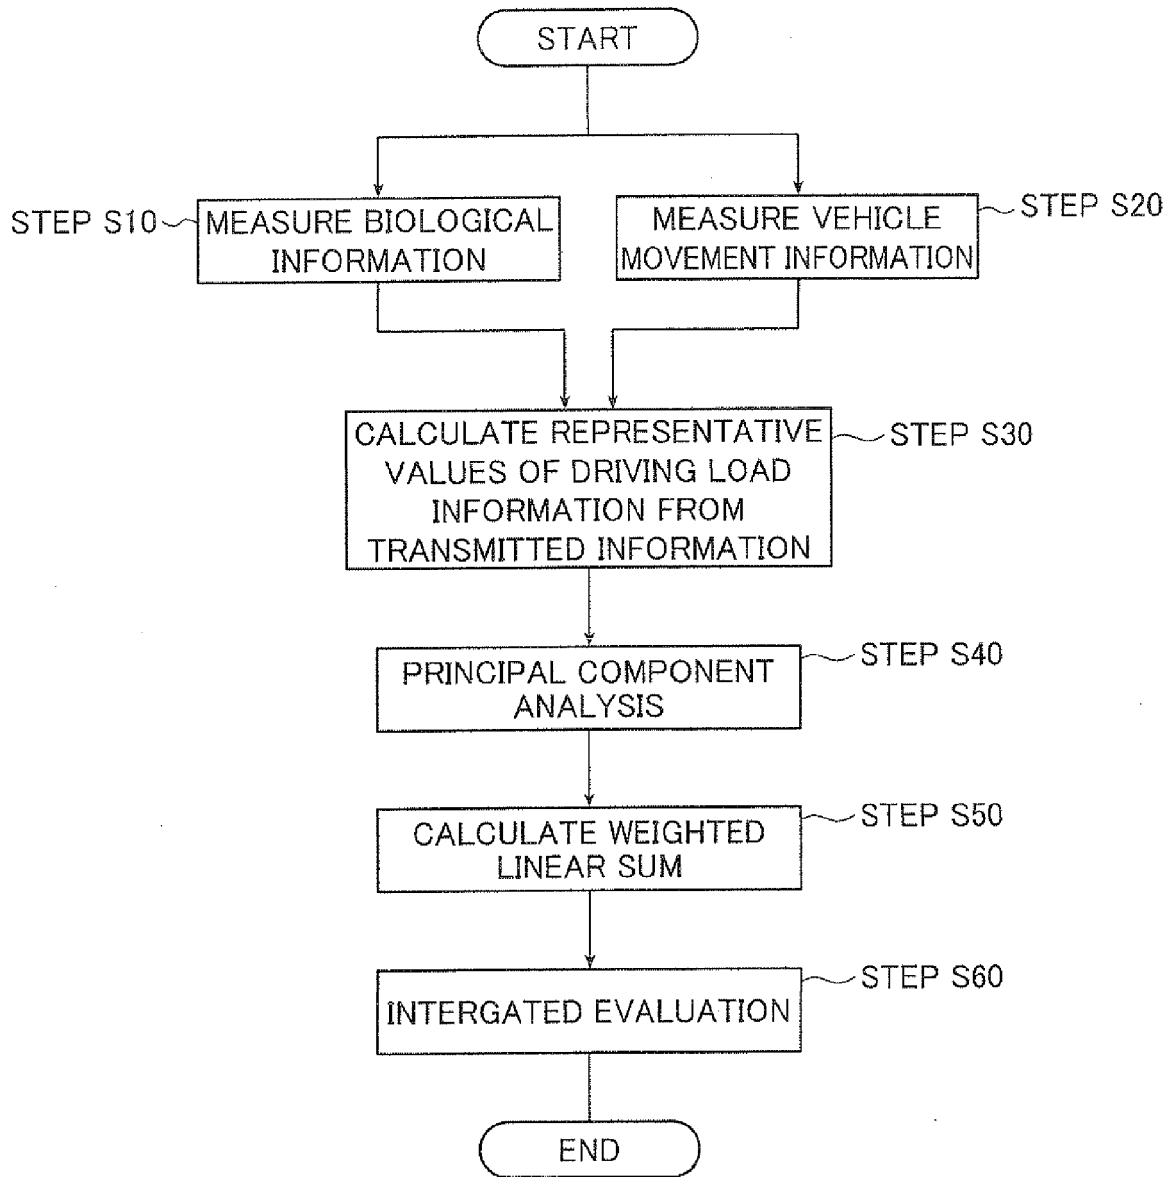 START
STEP S10
MEASURE BIOLOGICAL
INFORMATION
MEASURE VEHICLE
MOVEMENT INFORMATION
STEP S20
CALCULATE REPRESENTATIVE
VALUES OF DRIVING LOAD
INFORMATION FROM
TRANSMITTED INFORMATION
STEP S30
PRINCIPAL COMPONENT
ANALYSIS
STEP S40
CALCULATE WEIGHTED
LINEAR SUM
STEP S50
INTERGATED EVALUATION
STEP S60
END